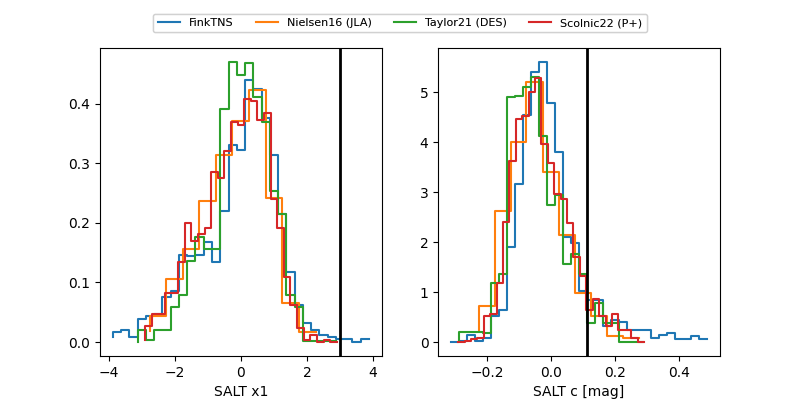 FinkTNS Nielsen16 (JLA) Taylor21 (DES) Scolnic22 (P+)
0.4
0.3
0.2
0.1
0.0
−4 −2 0 2 4
SALT x1
5
4
3
2
1
0
−0.2 0.0 0.2 0.4
SALT c [mag]